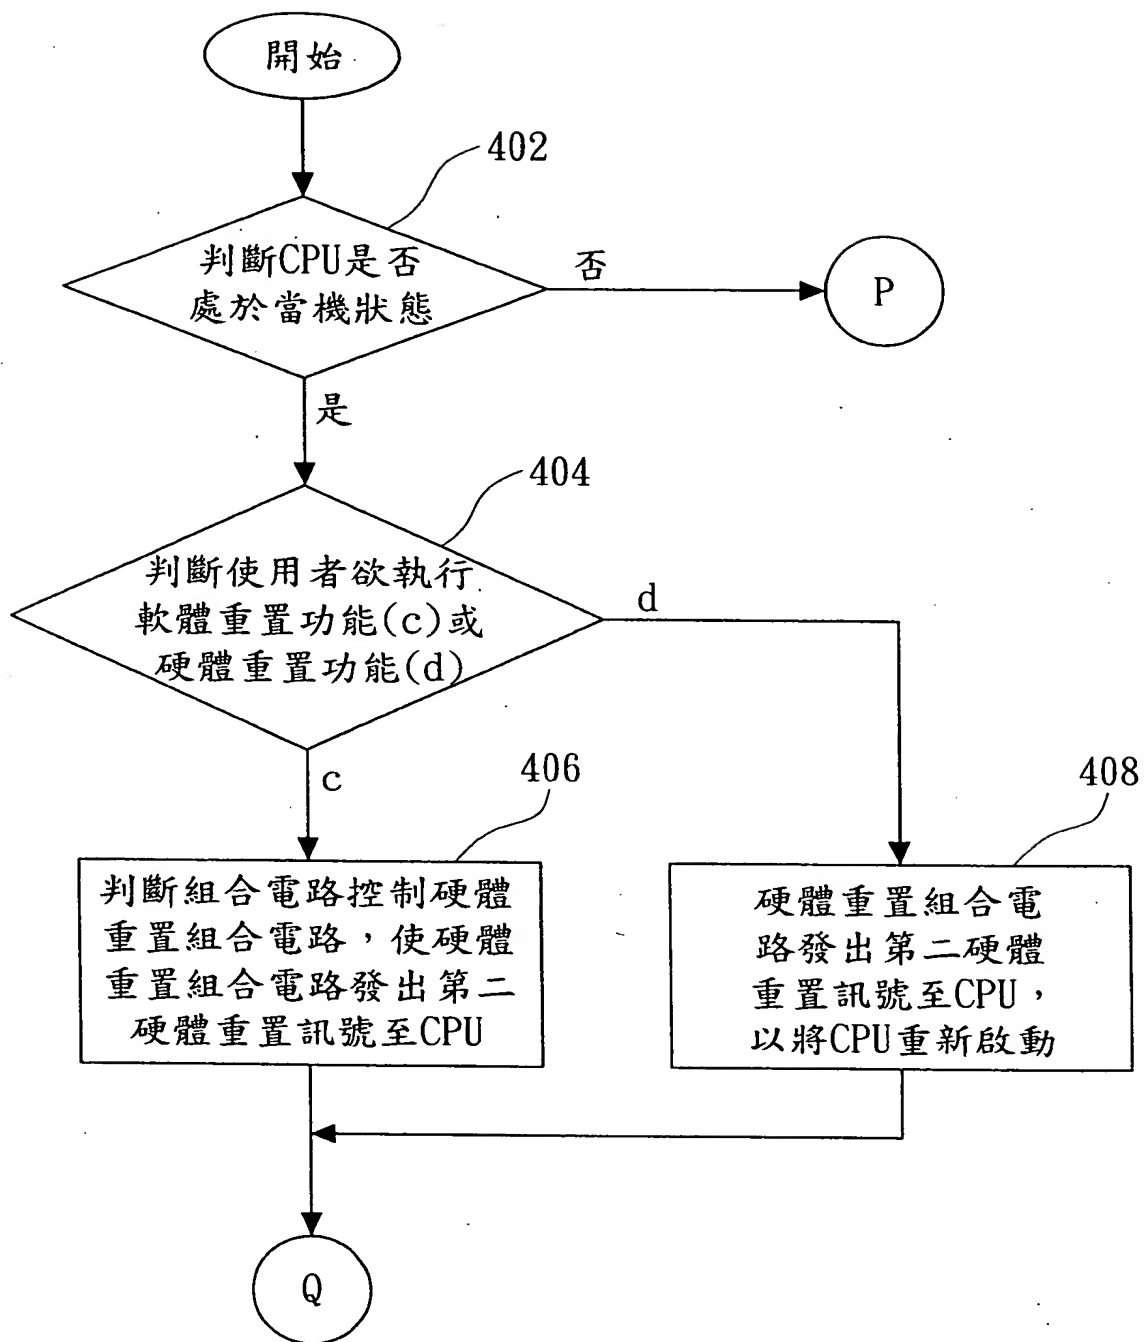 開始
402
判斷CPU是否
處於當機狀態
否
P
是
404
判斷使用者欲執行
軟體重置功能(c)或
硬體重置功能(d)
d
c
406
408
判斷組合電路控制硬體
重置組合電路,使硬體
重置組合電路發出第二
硬體重置訊號至CPU
硬體重置組合電
路發出第二硬體
重置訊號至CPU,
以將CPU重新啟動
Q